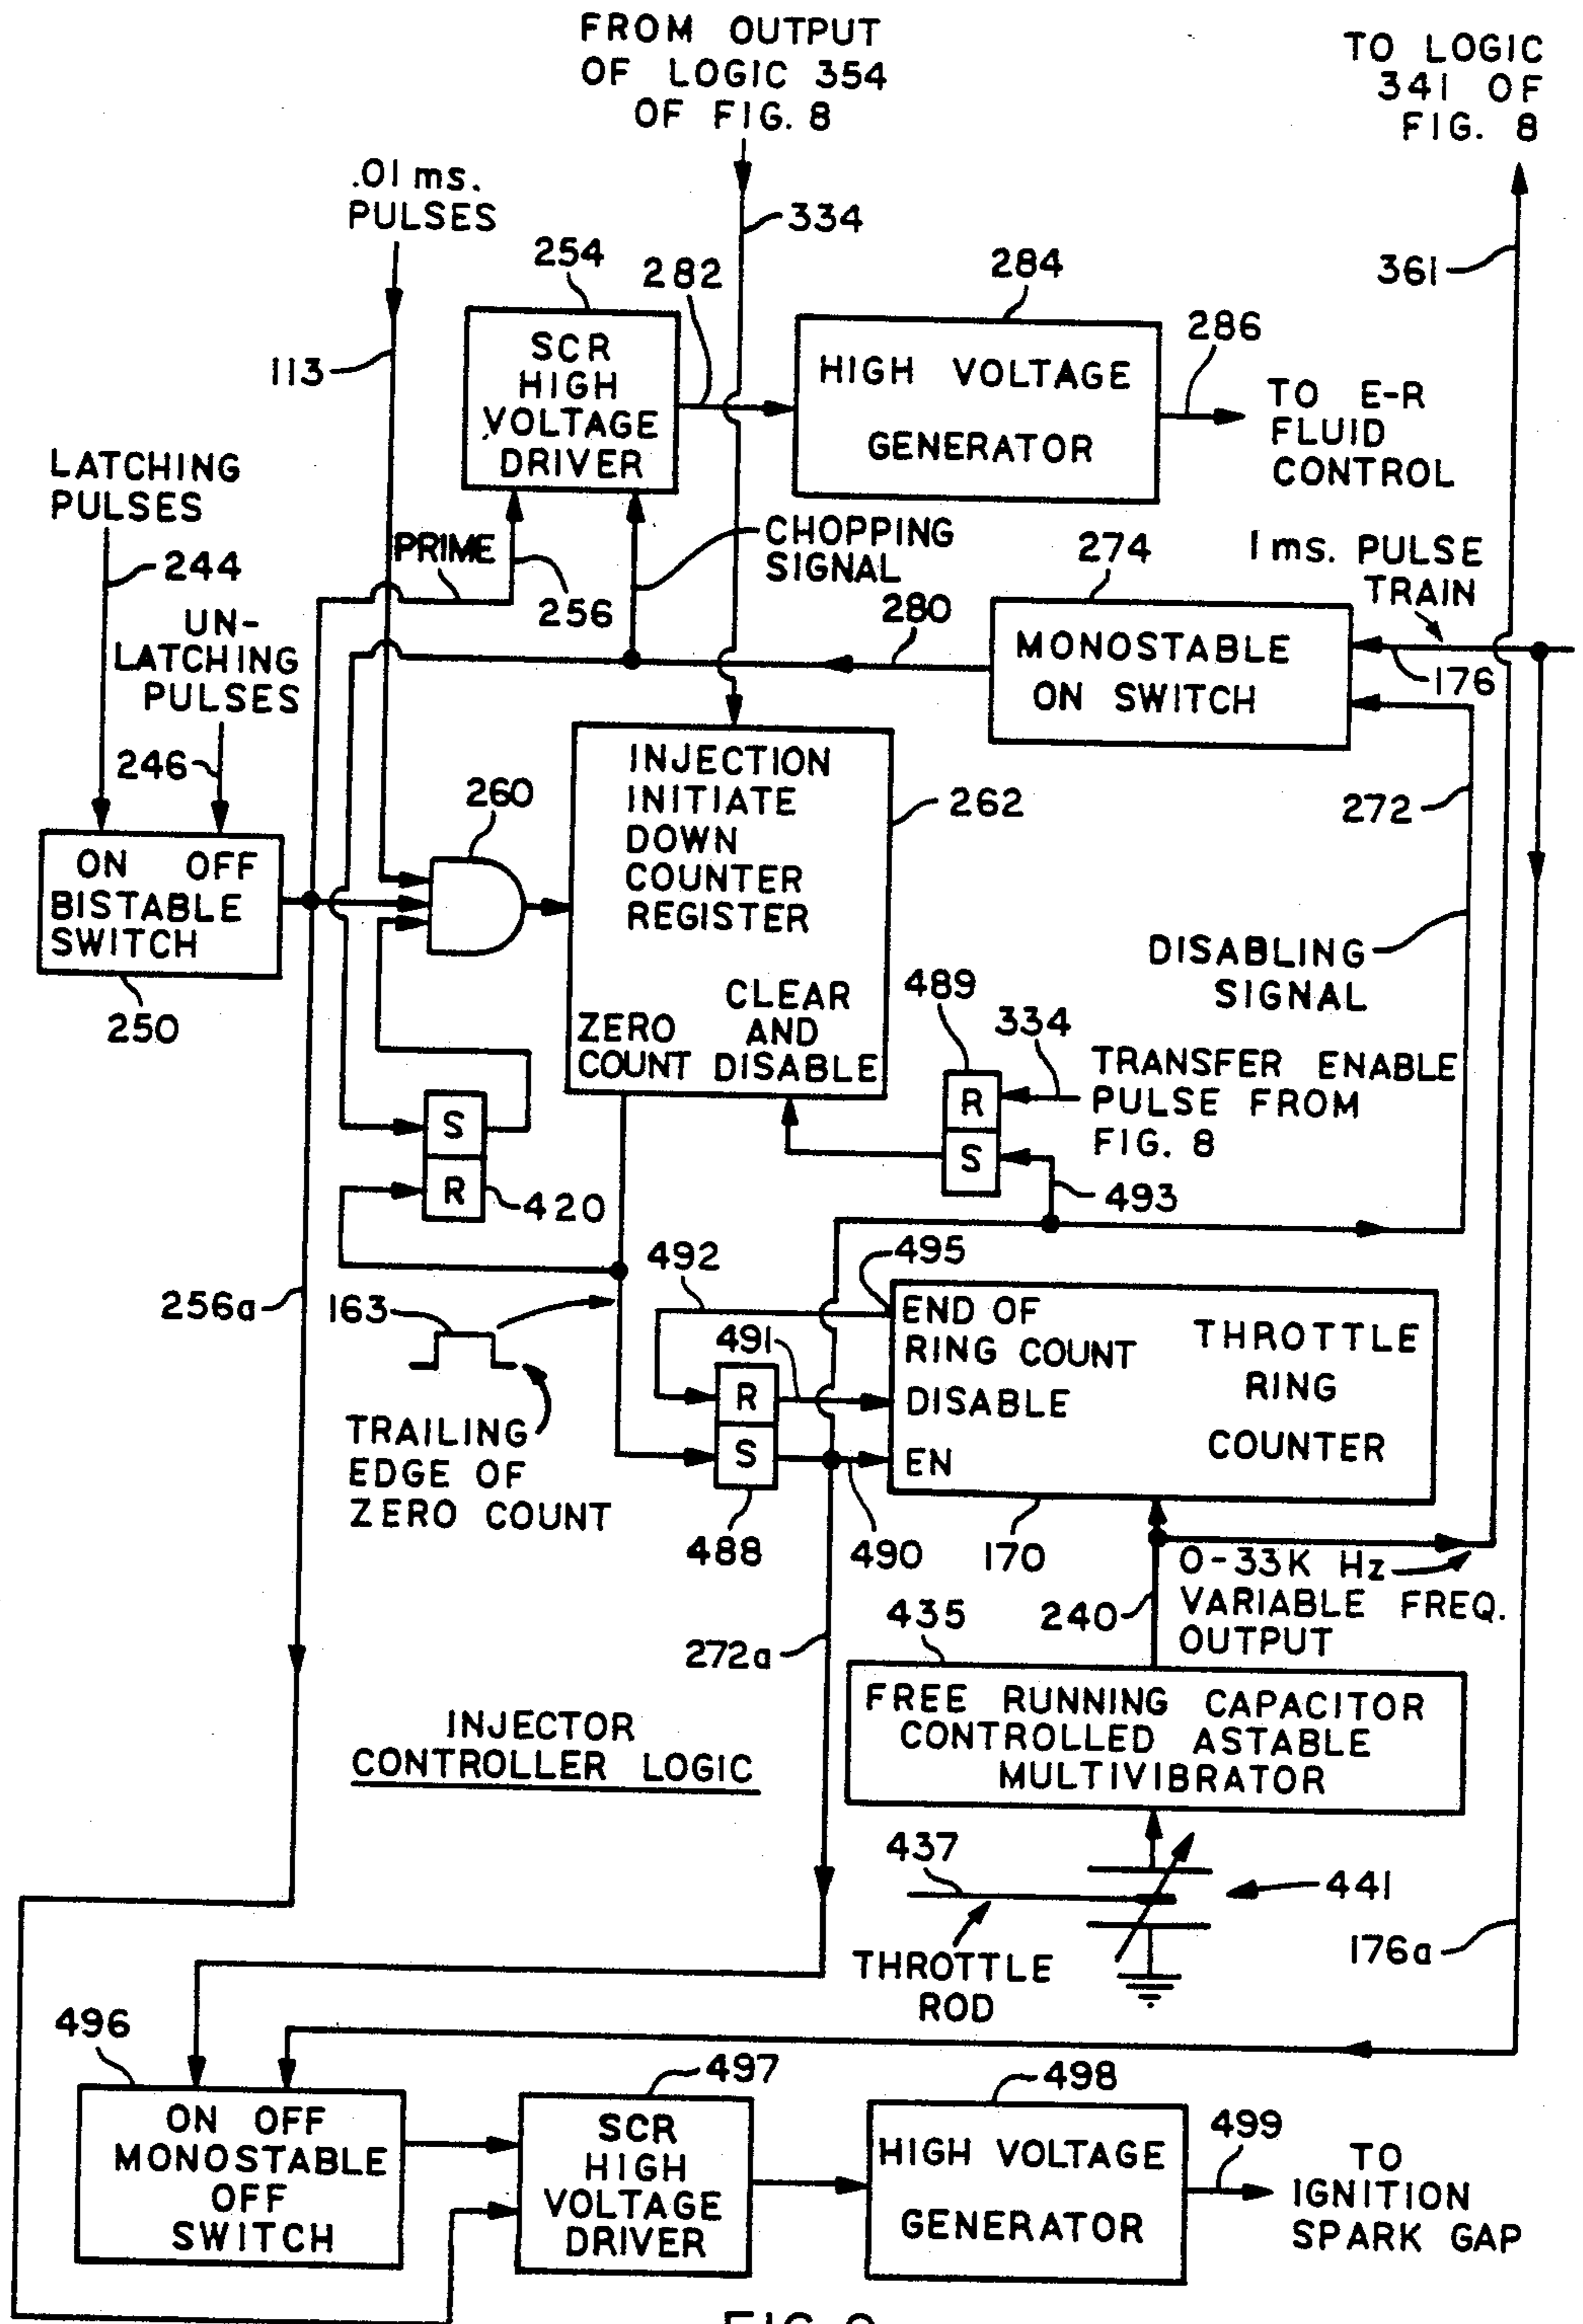 FROM OUTPUT
OF LOGIC 354
OF FIG. 8
TO LOGIC
341 OF
FIG. 8
.01 ms.
PULSES
334
254
282
284
361
286
113
SCR
HIGH
VOLTAGE
DRIVER
HIGH VOLTAGE
GENERATOR
TO E-R
FLUID
CONTROL
LATCHING
PULSES
244
PRIME
256
CHOPPING
SIGNAL
274
1 ms. PULSE
TRAIN
UN-
LATCHING
PULSES
280
MONOSTABLE
ON SWITCH
176
246
260
INJECTION
INITIATE
DOWN
COUNTER
REGISTER
262
272
ON OFF
BISTABLE
SWITCH
250
DISABLING
SIGNAL
ZERO
COUNT
CLEAR
AND
DISABLE
489
334
R
S
TRANSFER ENABLE
PULSE FROM
FIG. 8
S
R
420
493
492
495
256a
163
491
END OF
RING COUNT
DISABLE
EN
THROTTLE
RING
COUNTER
R
S
TRAILING
EDGE OF
ZERO COUNT
488
490
170
0-33K Hz
VARIABLE FREQ.
OUTPUT
240
435
272a
FREE RUNNING CAPACITOR
CONTROLLED ASTABLE
MULTIVIBRATOR
INJECTOR
CONTROLLER LOGIC
437
441
THROTTLE
ROD
176a
496
497
498
ON OFF
MONOSTABLE
OFF
SWITCH
SCR
HIGH
VOLTAGE
DRIVER
HIGH VOLTAGE
GENERATOR
499
TO
IGNITION
SPARK GAP